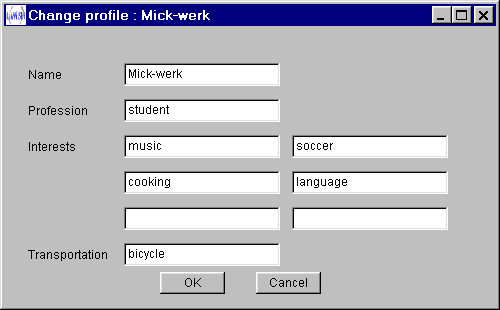 Change profile : Mick-werk
Name Mick-werk
Profession student
Interests music soccer
cooking language
Transportation bicycle
OK Cancel